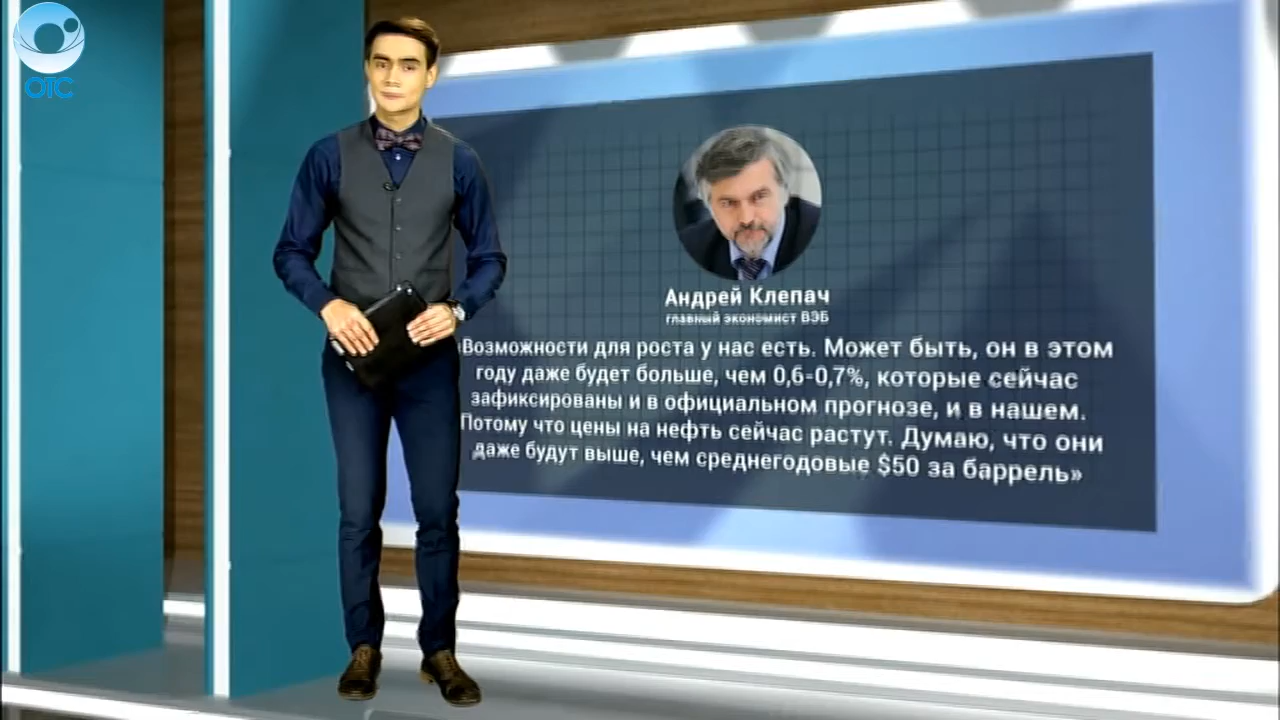 ОТС
Андрей Клепач
главный экономист ВЭБ
Возможности для роста у нас есть. Может быть, он в этом
году даже будет больше, чем 0,6-0,7%, которые сейчас
зафиксированы и в официальном прогнозе, и в нашем.
Потому что цены на нефть сейчас растут. Думаю, что они
даже будут выше, чем среднегодовые $50 за баррель»